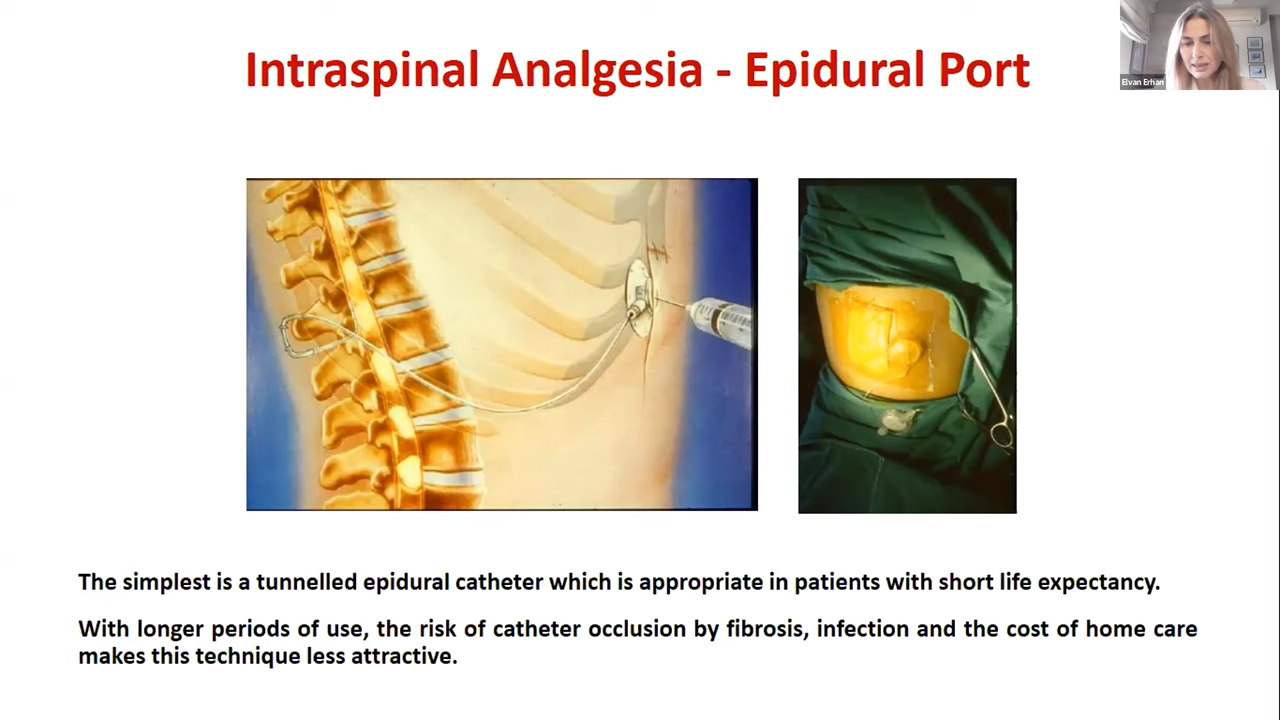 Intraspinal Analgesia - Epidural Port
Elvan Erhan
The simplest is a tunnelled epidural catheter which is appropriate in patients with short life expectancy.
With longer periods of use, the risk of catheter occlusion by fibrosis, infection and the cost of home care
makes this technique less attractive.